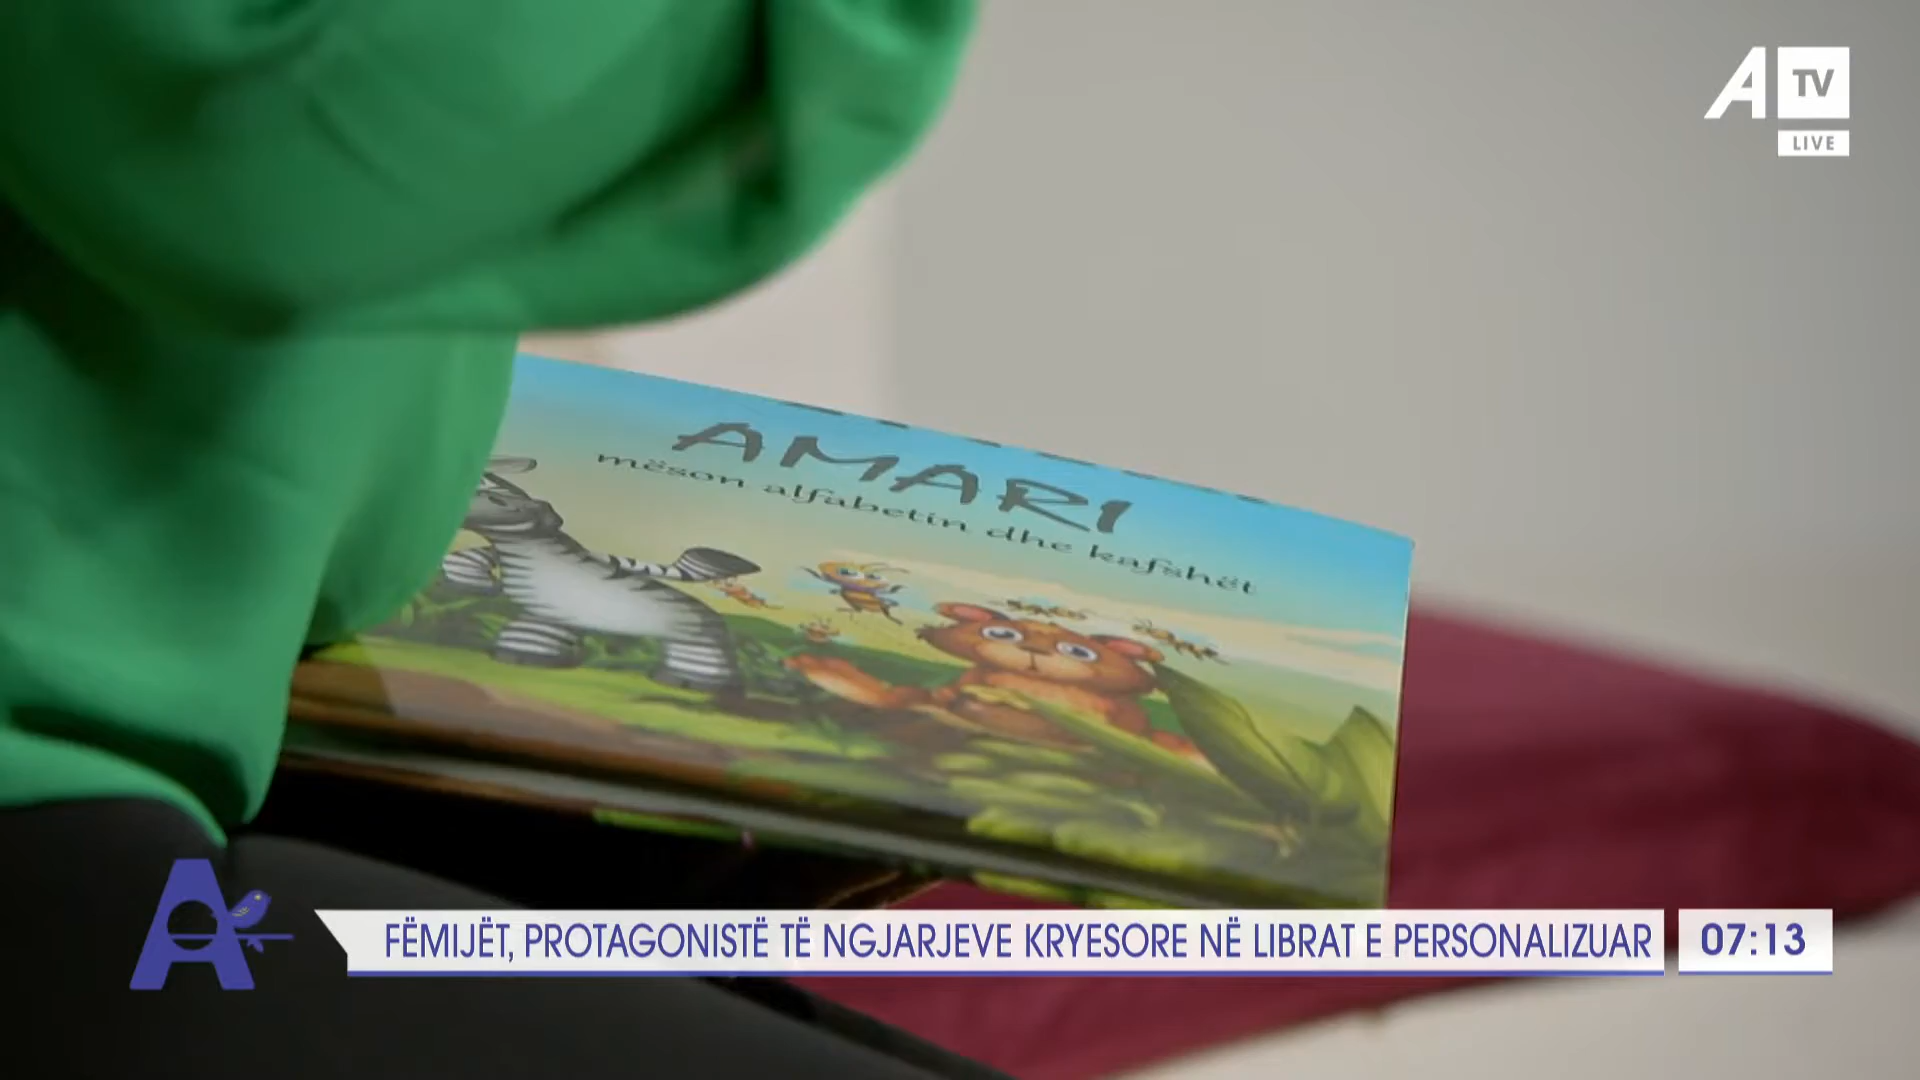 A TV
LIVE
AMARI
mëson alfabetin dhe kafshët
FËMIJËT, PROTAGONISTË TË NGJARJEVE KRYESORE NË LIBRAT E PERSONALIZUAR
07:13